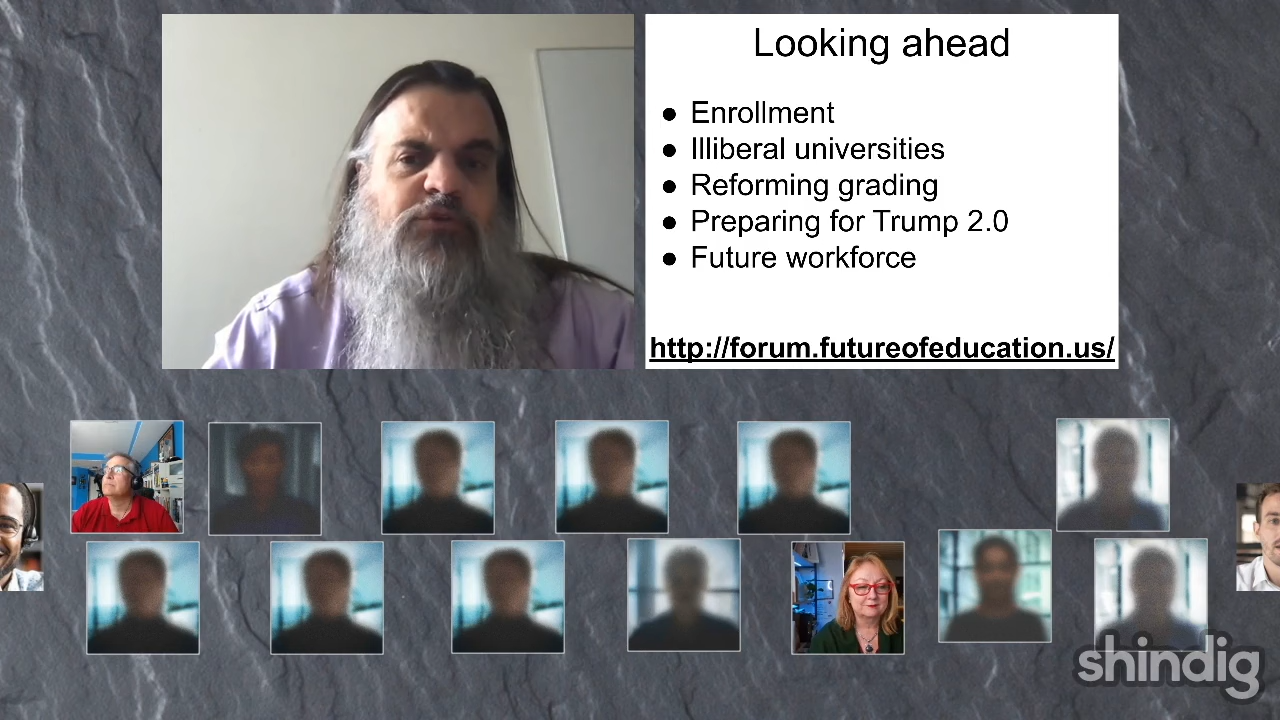 Looking ahead
● Enrollment
● Illiberal universities
● Reforming grading
● Preparing for Trump 2.0
● Future workforce
http://forum.futureofeducation.us/
shindig